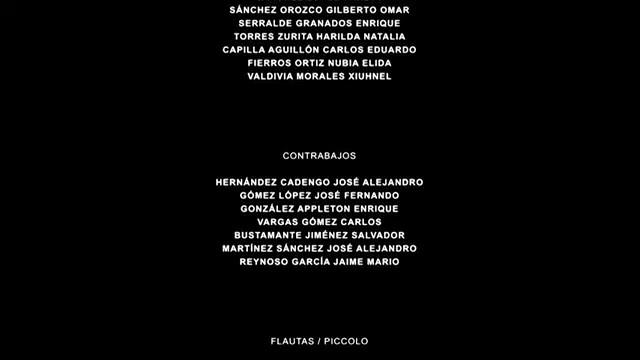 SÁNCHEZ OROZCO GILBERTO OMAR
SERRALDE GRANADOS ENRIQUE
TORRES ZURITA HARILDA NATALIA
CAPILLA AGUILLÓN CARLOS EDUARDO
FIERROS ORTIZ NUBIA ELIDA
VALDIVIA MORALES XIUHNEL
CONTRABAJOS
HERNÁNDEZ CADENGO JOSÉ ALEJANDRO
GÓMEZ LÓPEZ JOSÉ FERNANDO
GONZÁLEZ APPLETON ENRIQUE
VARGAS GÓMEZ CARLOS
BUSTAMANTE JIMÉNEZ SALVADOR
MARTÍNEZ SÁNCHEZ JOSÉ ALEJANDRO
REYNOSO GARCÍA JAIME MARIO
FLAUTAS / PICCOLO